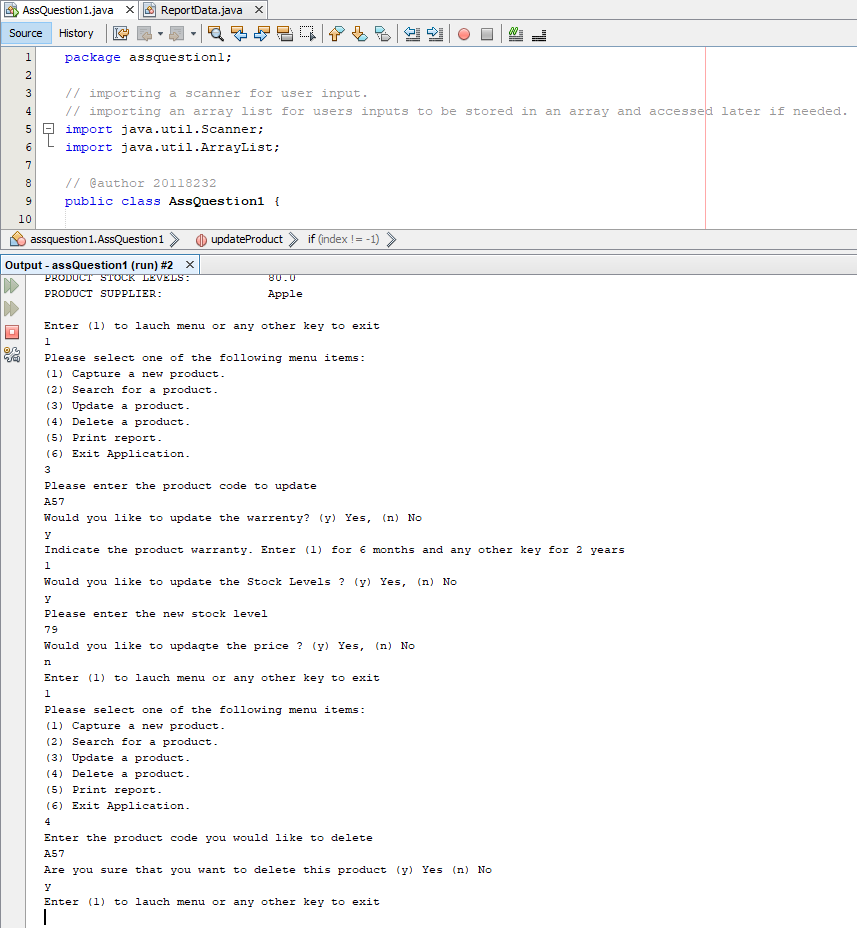 AssQuestion1.java ReportData.java
Source History
1 package assquestion1;
2
3 // importing a scanner for user input.
4 // importing an array list for users inputs to be stored in an array and accessed later if needed.
5 import java.util.Scanner;
6 import java.util.ArrayList;
7
8 // @author 20118232
9 public class AssQuestion1 {
10
assquestion1.AssQuestion1 updateProduct if (index != -1)
Output - assQuestion1 (run) #2
PRODUCT STOCK LEVELS: 80.0
PRODUCT SUPPLIER: Apple
Enter (1) to lauch menu or any other key to exit
1
Please select one of the following menu items:
(1) Capture a new product.
(2) Search for a product.
(3) Update a product.
(4) Delete a product.
(5) Print report.
(6) Exit Application.
3
Please enter the product code to update
A57
Would you like to update the warrenty? (y) Yes, (n) No
y
Indicate the product warranty. Enter (1) for 6 months and any other key for 2 years
1
Would you like to update the Stock Levels ? (y) Yes, (n) No
y
Please enter the new stock level
79
Would you like to updaqte the price ? (y) Yes, (n) No
n
Enter (1) to lauch menu or any other key to exit
1
Please select one of the following menu items:
(1) Capture a new product.
(2) Search for a product.
(3) Update a product.
(4) Delete a product.
(5) Print report.
(6) Exit Application.
4
Enter the product code you would like to delete
A57
Are you sure that you want to delete this product (y) Yes (n) No
y
Enter (1) to lauch menu or any other key to exit